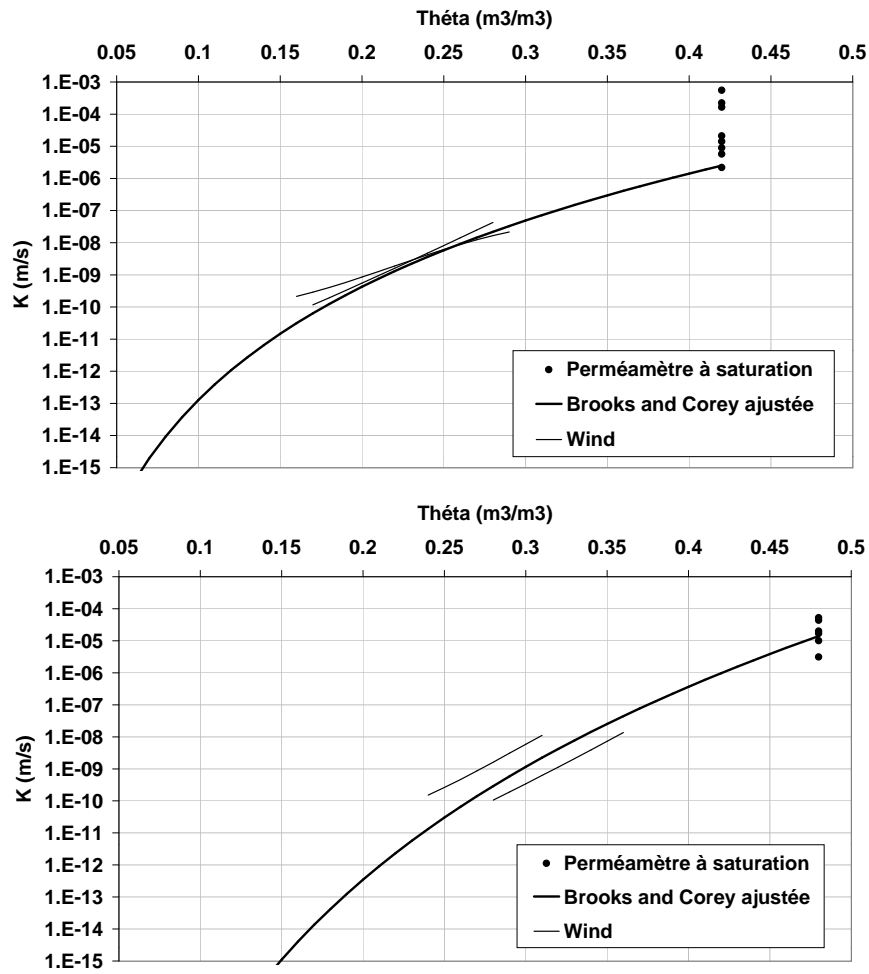 Théta (m3/m3)
0.05 0.1 0.15 0.2 0.25 0.3 0.35 0.4 0.45 0.5
1.E-03
1.E-04
1.E-05
1.E-06
1.E-07
1.E-08
1.E-09
1.E-10
1.E-11
1.E-12
1.E-13
1.E-14
1.E-15
K (m/s)
Perméamètre à saturation
Brooks and Corey ajustée
Wind
Théta (m3/m3)
0.05 0.1 0.15 0.2 0.25 0.3 0.35 0.4 0.45 0.5
1.E-03
1.E-04
1.E-05
1.E-06
1.E-07
1.E-08
1.E-09
1.E-10
1.E-11
1.E-12
1.E-13
1.E-14
1.E-15
K (m/s)
Perméamètre à saturation
Brooks and Corey ajustée
Wind